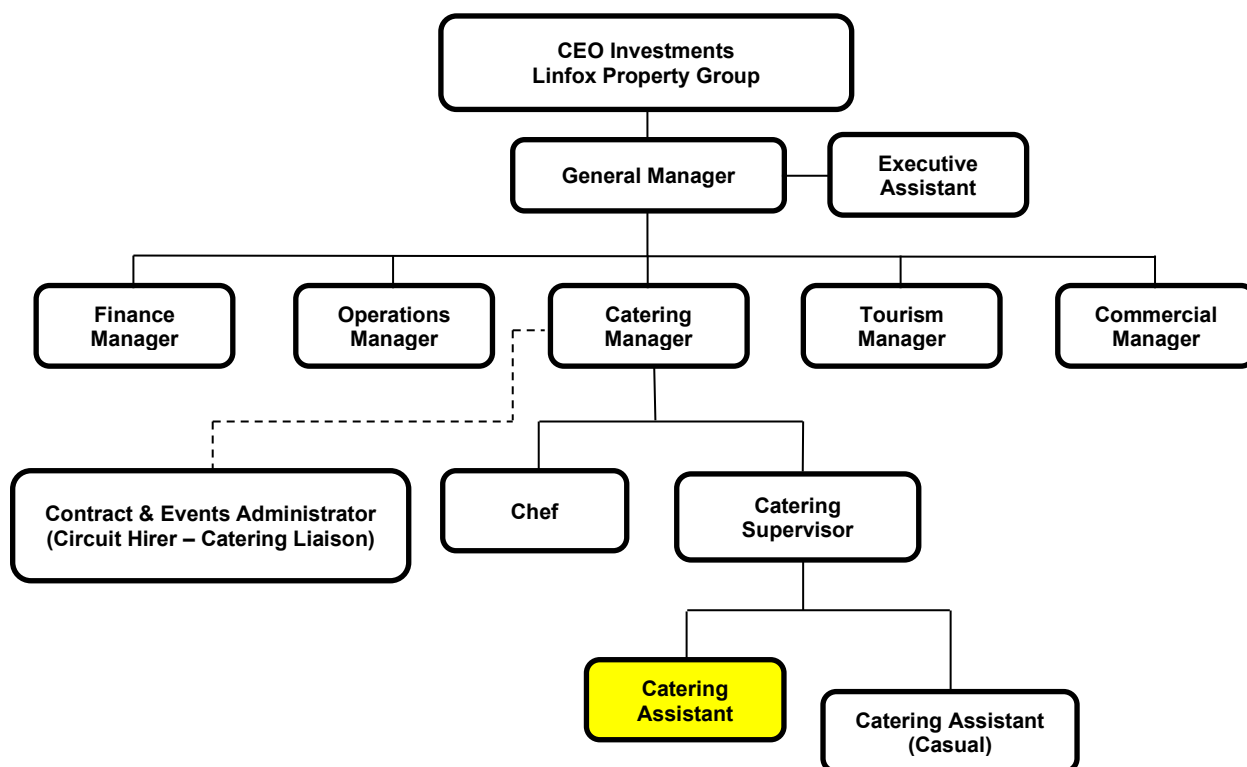 CEO Investments
Linfox Property Group
General Manager
Executive
Assistant
Finance
Manager
Operations
Manager
Catering
Manager
Tourism
Manager
Commercial
Manager
Contract & Events Administrator
(Circuit Hirer – Catering Liaison)
Chef
Catering
Supervisor
Catering
Assistant
Catering Assistant
(Casual)